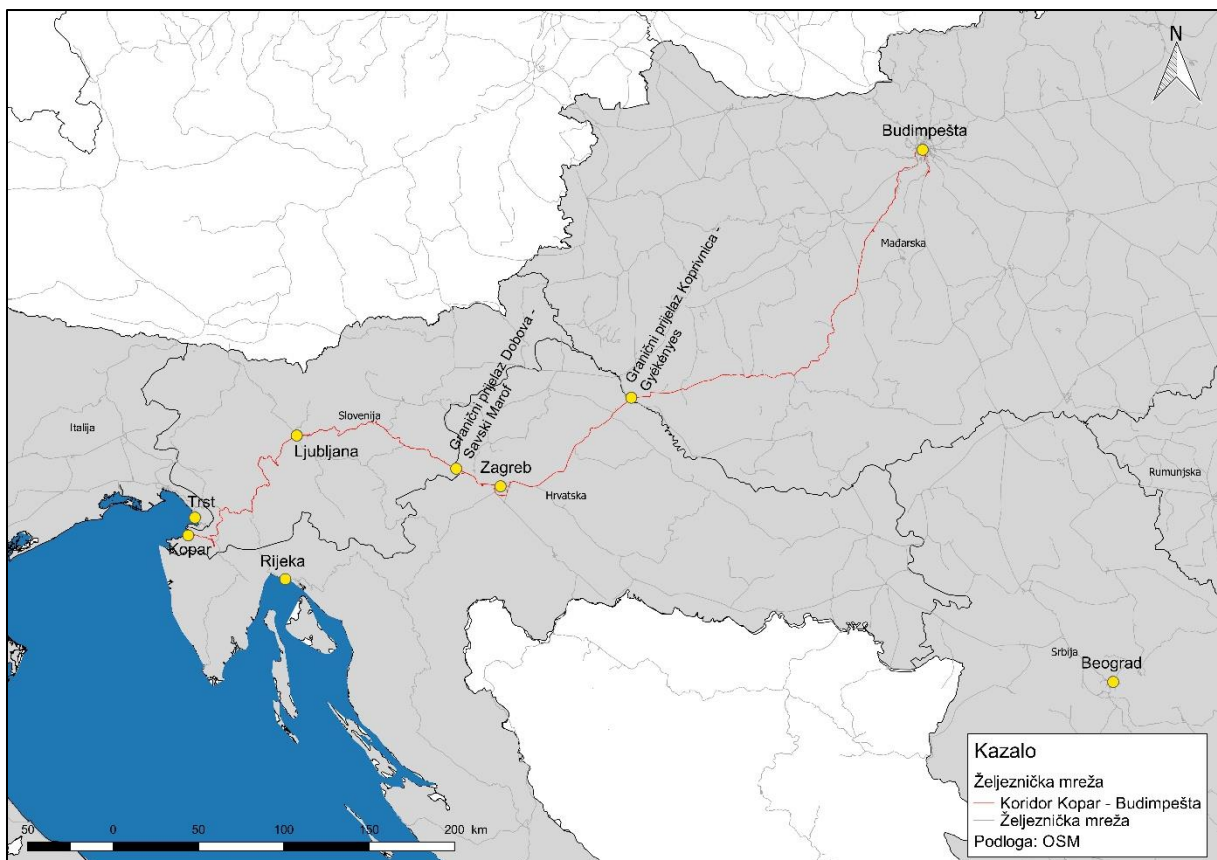 N
Budimpešta
Mađarska
Granični prijelaz Koprivnica -
Gyékényes
Granični prijelaz Dobova -
Savski Marof
Slovenija
Italija
Ljubljana
Zagreb
Hrvatska
Rumunjska
Trst
Kopar
Rijeka
Srbija
Beograd
Kazalo
Željeznička mreža
Koridor Kopar - Budimpešta
Željeznička mreža
Podloga: OSM
50 0 50 100 150 200 km